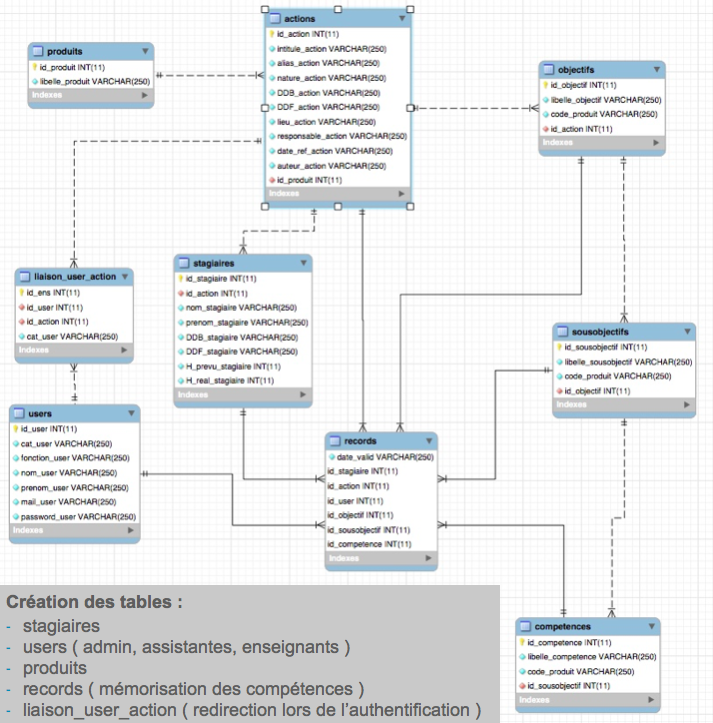 actions
id_action INT(11)
intitule_action VARCHAR(250)
alias_action VARCHAR(250)
nature_action VARCHAR(250)
DDB_action VARCHAR(250)
DDF_action VARCHAR(250)
lieu_action VARCHAR(250)
responsable_action VARCHAR(250)
date_ref_action VARCHAR(250)
auteur_action VARCHAR(250)
id_produit INT(11)
Indexes
produits
id_produit INT(11)
libelle_produit VARCHAR(250)
Indexes
objectifs
id_objectif INT(11)
libelle_objectif VARCHAR(250)
code_produit VARCHAR(250)
id_action INT(11)
Indexes
liaison_user_action
id_ens INT(11)
id_user INT(11)
id_action INT(11)
cat_user VARCHAR(250)
Indexes
stagiaires
id_stagiaire INT(11)
id_action INT(11)
nom_stagiaire VARCHAR(250)
prenom_stagiaire VARCHAR(250)
DDB_stagiaire VARCHAR(250)
DDF_stagiaire VARCHAR(250)
H_prevu_stagiaire VARCHAR(250)
H_real_stagiaire VARCHAR(250)
Indexes
sousobjectifs
id_sousobjectif INT(11)
libelle_sousobjectif VARCHAR(250)
code_produit VARCHAR(250)
id_objectif INT(11)
Indexes
users
id_user INT(11)
cat_user VARCHAR(250)
fonction_user VARCHAR(250)
nom_user VARCHAR(250)
prenom_user VARCHAR(250)
mail_user VARCHAR(250)
password_user VARCHAR(250)
Indexes
records
date_valid VARCHAR(250)
id_stagiaire INT(11)
id_action INT(11)
id_user INT(11)
id_objectif INT(11)
id_sousobjectif INT(11)
id_competence INT(11)
Indexes
competences
id_competence INT(11)
libelle_competence VARCHAR(250)
code_produit VARCHAR(250)
id_sousobjectif INT(11)
Indexes
Création des tables :
- stagiaires
- users ( admin, assistantes, enseignants )
- produits
- records ( mémorisation des compétences )
- liaison_user_action ( redirection lors de l'authentification )